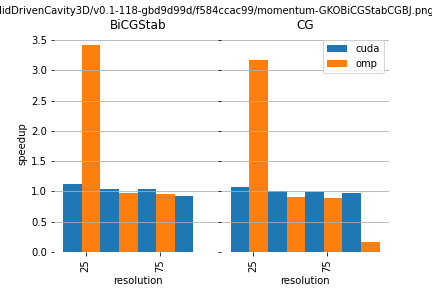 lidDrivenCavity3D/v0.1-118-gbd9d99d/f584ccac99/momentum-GKOBiCGStabCGBJ.png
BiCGStab
CG
speedup
3.5
3.0
2.5
2.0
1.5
1.0
0.5
0.0
cuda
omp
25
75
25
75
resolution
resolution